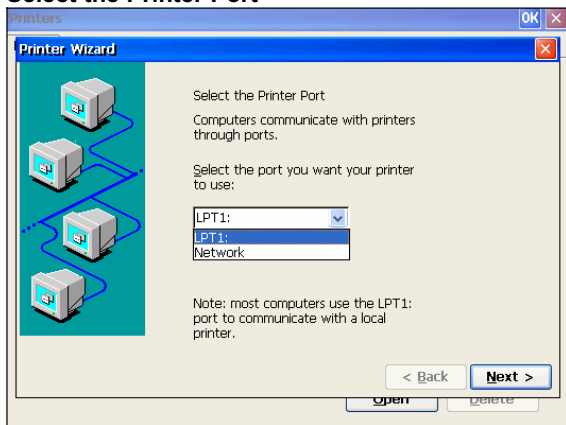 Select the Printer Port
Printers OK
Printer Wizard
Select the Printer Port
Computers communicate with printers
through ports.
Select the port you want your printer
to use:
LPT1:
LPT1:
Network
Note: most computers use the LPT1:
port to communicate with a local
printer.
< Back Next >
Open Delete